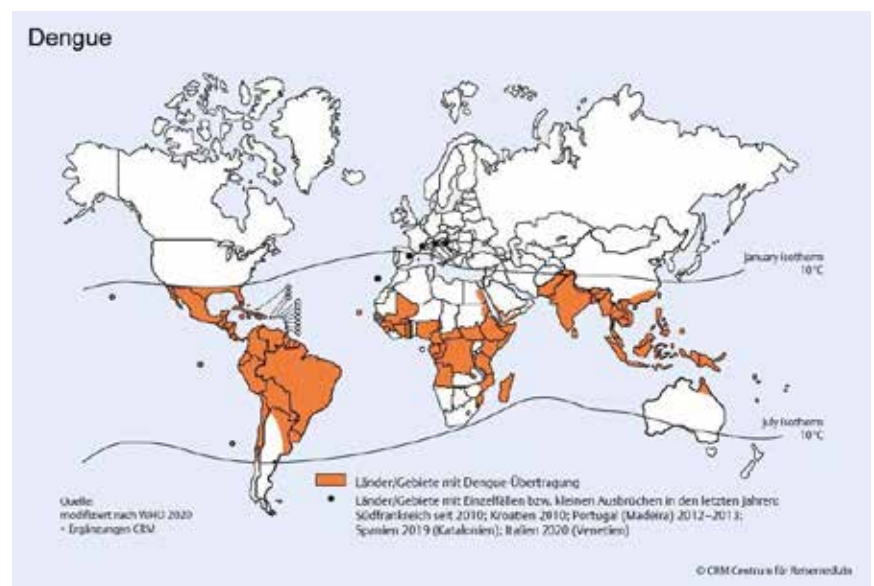 Dengue
January isotherm
10°C
July isotherm
10°C
Länder/Gebiete mit Dengue-Übertragung
Länder/Gebiete mit Einzelfällen bzw. kleinen Ausbrüchen in den letzten Jahren:
Südfrankreich seit 2010; Kroatien 2010; Portugal (Madeira) 2012–2013;
Spanien 2019 (Katalonien); Italien 2020 (Venetien)
Quelle:
modifiziert nach WHO 2020
+ Ergänzungen CRM
© CRM Centrum für Reisemedizin